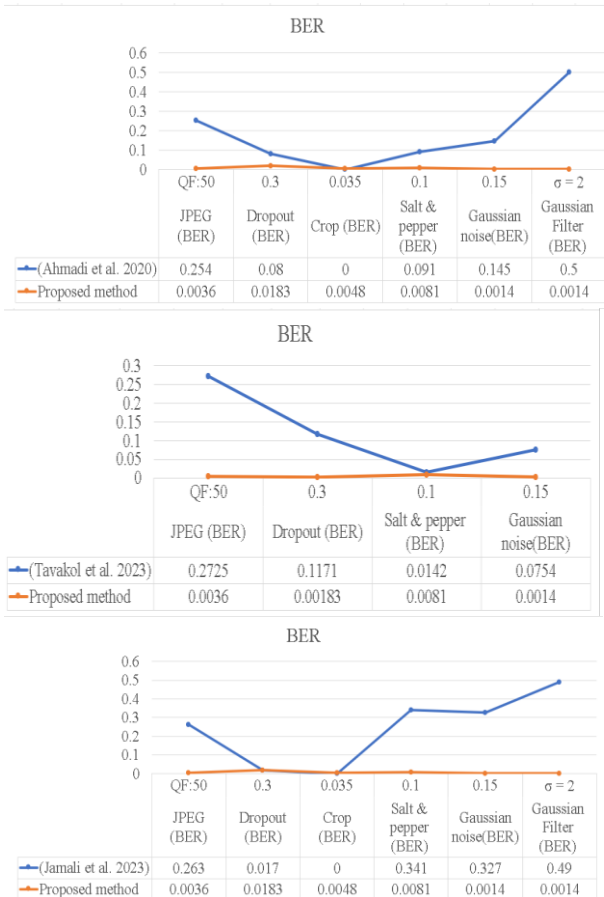 BER
0.6
0.5
0.4
0.3
0.2
0.1
0
QF:50 0.3 0.035 0.1 0.15 σ = 2
JPEG (BER) Dropout (BER) Crop (BER) Salt & pepper (BER) Gaussian noise(BER) Gaussian Filter (BER)
(Ahmadi et al. 2020) 0.254 0.08 0 0.091 0.145 0.5
Proposed method 0.0036 0.0183 0.0048 0.0081 0.0014 0.0014
BER
0.3
0.25
0.2
0.15
0.1
0.05
0
QF:50 0.3 0.1 0.15
JPEG (BER) Dropout (BER) Salt & pepper (BER) Gaussian noise(BER)
(Tavakol et al. 2023) 0.2725 0.1171 0.0142 0.0754
Proposed method 0.0036 0.00183 0.0081 0.0014
BER
0.6
0.5
0.4
0.3
0.2
0.1
0
QF:50 0.3 0.035 0.1 0.15 σ = 2
JPEG (BER) Dropout (BER) Crop (BER) Salt & pepper (BER) Gaussian noise(BER) Gaussian Filter (BER)
(Jamali et al. 2023) 0.263 0.017 0 0.341 0.327 0.49
Proposed method 0.0036 0.0183 0.0048 0.0081 0.0014 0.0014